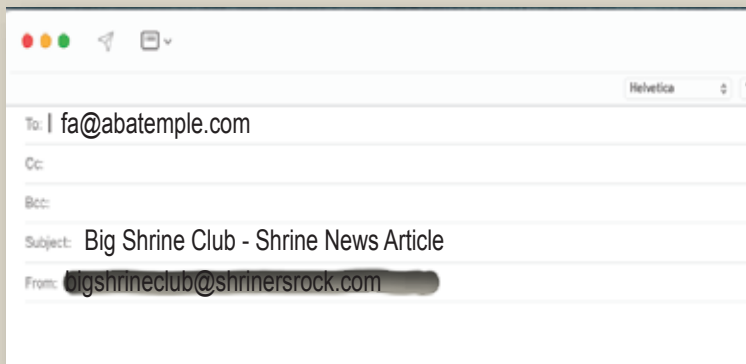 Helvetica
To: fa@abatemple.com
Cc:
Bcc:
Subject: Big Shrine Club - Shrine News Article
From: bigshrineclub@shrinersrock.com